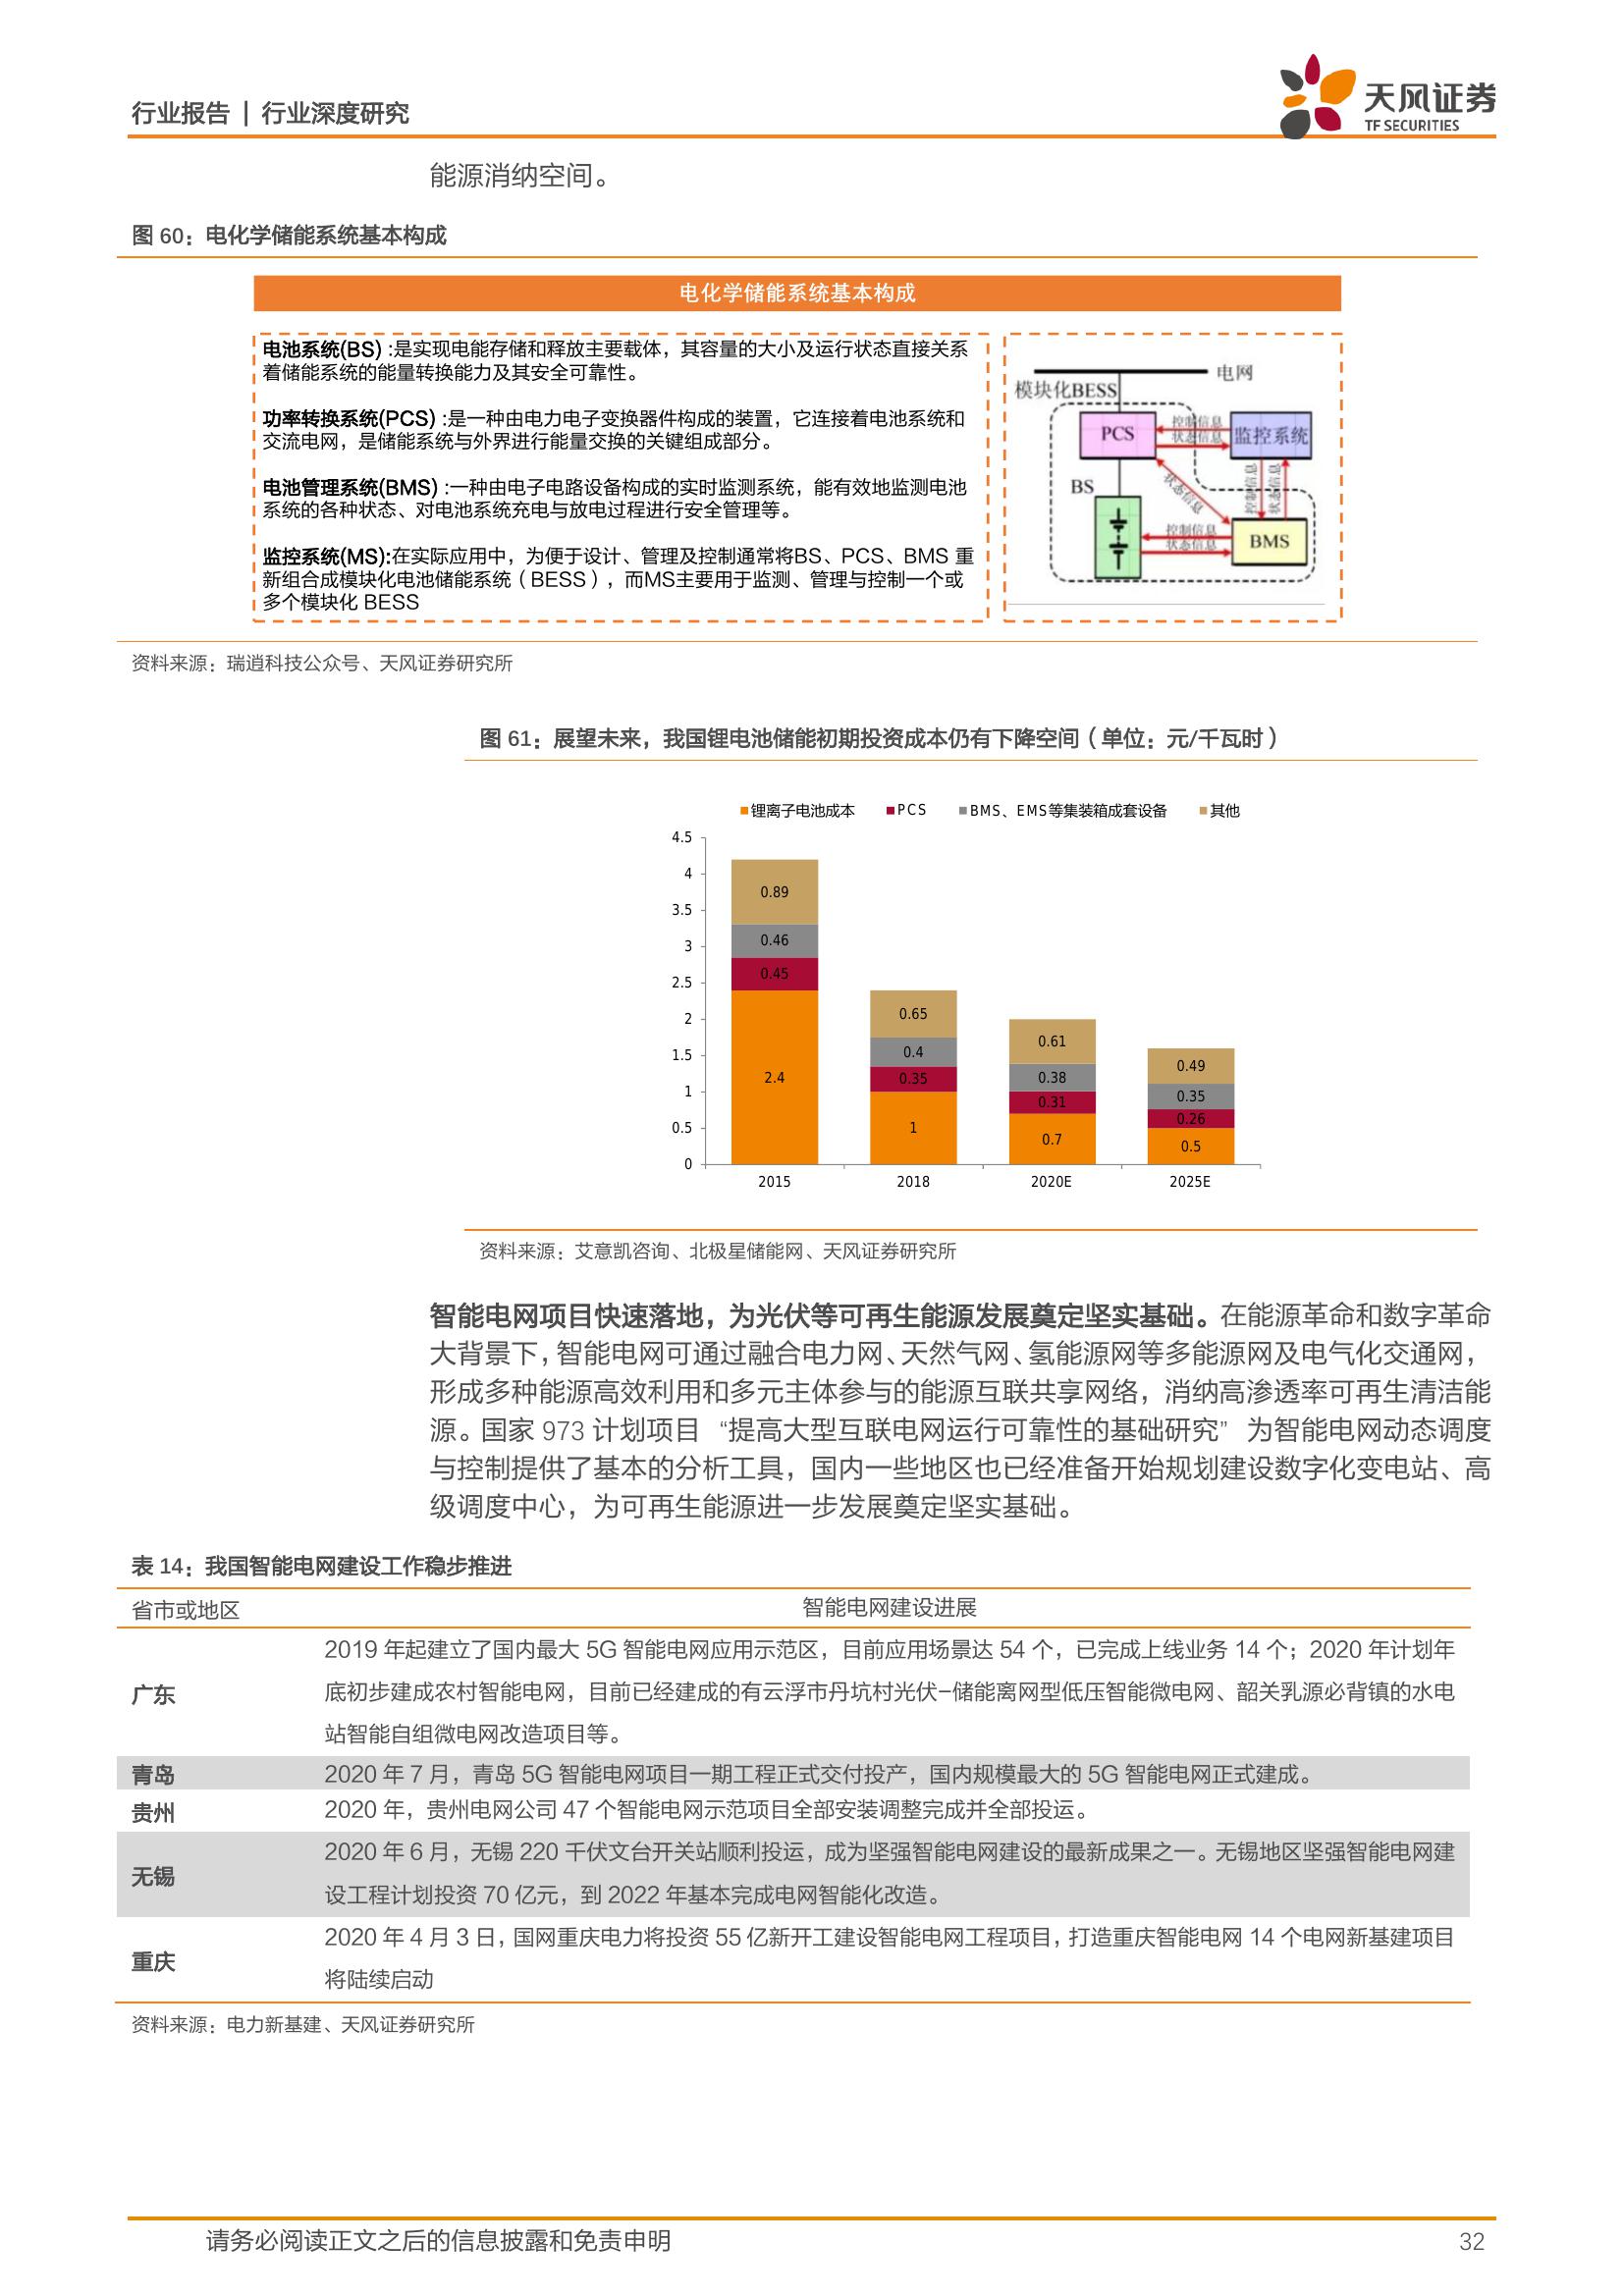 行业报告 | 行业深度研究
天风证券
TF SECURITIES
能源消纳空间。
图 60：电化学储能系统基本构成
电化学储能系统基本构成
电池系统(BS) :是实现电能存储和释放主要载体，其容量的大小及运行状态直接关系
着储能系统的能量转换能力及其安全可靠性。
功率转换系统(PCS) :是一种由电力电子变换器件构成的装置，它连接着电池系统和
交流电网，是储能系统与外界进行能量交换的关键组成部分。
电池管理系统(BMS) :一种由电子电路设备构成的实时监测系统，能有效地监测电池
系统的各种状态、对电池系统充电与放电过程进行安全管理等。
监控系统(MS):在实际应用中，为便于设计、管理及控制通常将BS、PCS、BMS 重
新组合成模块化电池储能系统（BESS），而MS主要用于监测、管理与控制一个或
多个模块化 BESS
电网
模块化BESS
PCS
控制信息
状态信息
监控系统
BS
状态信息
控制信息
状态信息
控制信息
状态信息
BMS
资料来源：瑞逍科技公众号、天风证券研究所
图 61：展望未来，我国锂电池储能初期投资成本仍有下降空间（单位：元/千瓦时）
锂离子电池成本 PCS BMS、EMS等集装箱成套设备 其他
4.5
4
3.5
3
2.5
2
1.5
1
0.5
0
0.89
0.46
0.45
2.4
0.65
0.4
0.35
1
0.61
0.38
0.31
0.7
0.49
0.35
0.26
0.5
2015 2018 2020E 2025E
资料来源：艾意凯咨询、北极星储能网、天风证券研究所
智能电网项目快速落地，为光伏等可再生能源发展奠定坚实基础。在能源革命和数字革命
大背景下，智能电网可通过融合电力网、天然气网、氢能源网等多能源网及电气化交通网，
形成多种能源高效利用和多元主体参与的能源互联共享网络，消纳高渗透率可再生清洁能
源。国家 973 计划项目 “提高大型互联电网运行可靠性的基础研究” 为智能电网动态调度
与控制提供了基本的分析工具，国内一些地区也已经准备开始规划建设数字化变电站、高
级调度中心，为可再生能源进一步发展奠定坚实基础。
表 14：我国智能电网建设工作稳步推进
省市或地区 智能电网建设进展
广东
2019 年起建立了国内最大 5G 智能电网应用示范区，目前应用场景达 54 个，已完成上线业务 14 个；2020 年计划年
底初步建成农村智能电网，目前已经建成的有云浮市丹坑村光伏-储能离网型低压智能微电网、韶关乳源必背镇的水电
站智能自组微电网改造项目等。
青岛 2020 年 7 月，青岛 5G 智能电网项目一期工程正式交付投产，国内规模最大的 5G 智能电网正式建成。
贵州 2020 年，贵州电网公司 47 个智能电网示范项目全部安装调整完成并全部投运。
无锡
2020 年 6 月，无锡 220 千伏文台开关站顺利投运，成为坚强智能电网建设的最新成果之一。无锡地区坚强智能电网建
设工程计划投资 70 亿元，到 2022 年基本完成电网智能化改造。
重庆
2020 年 4 月 3 日，国网重庆电力将投资 55 亿新开工建设智能电网工程项目，打造重庆智能电网 14 个电网新基建项目
将陆续启动
资料来源：电力新基建、天风证券研究所
请务必阅读正文之后的信息披露和免责申明 32